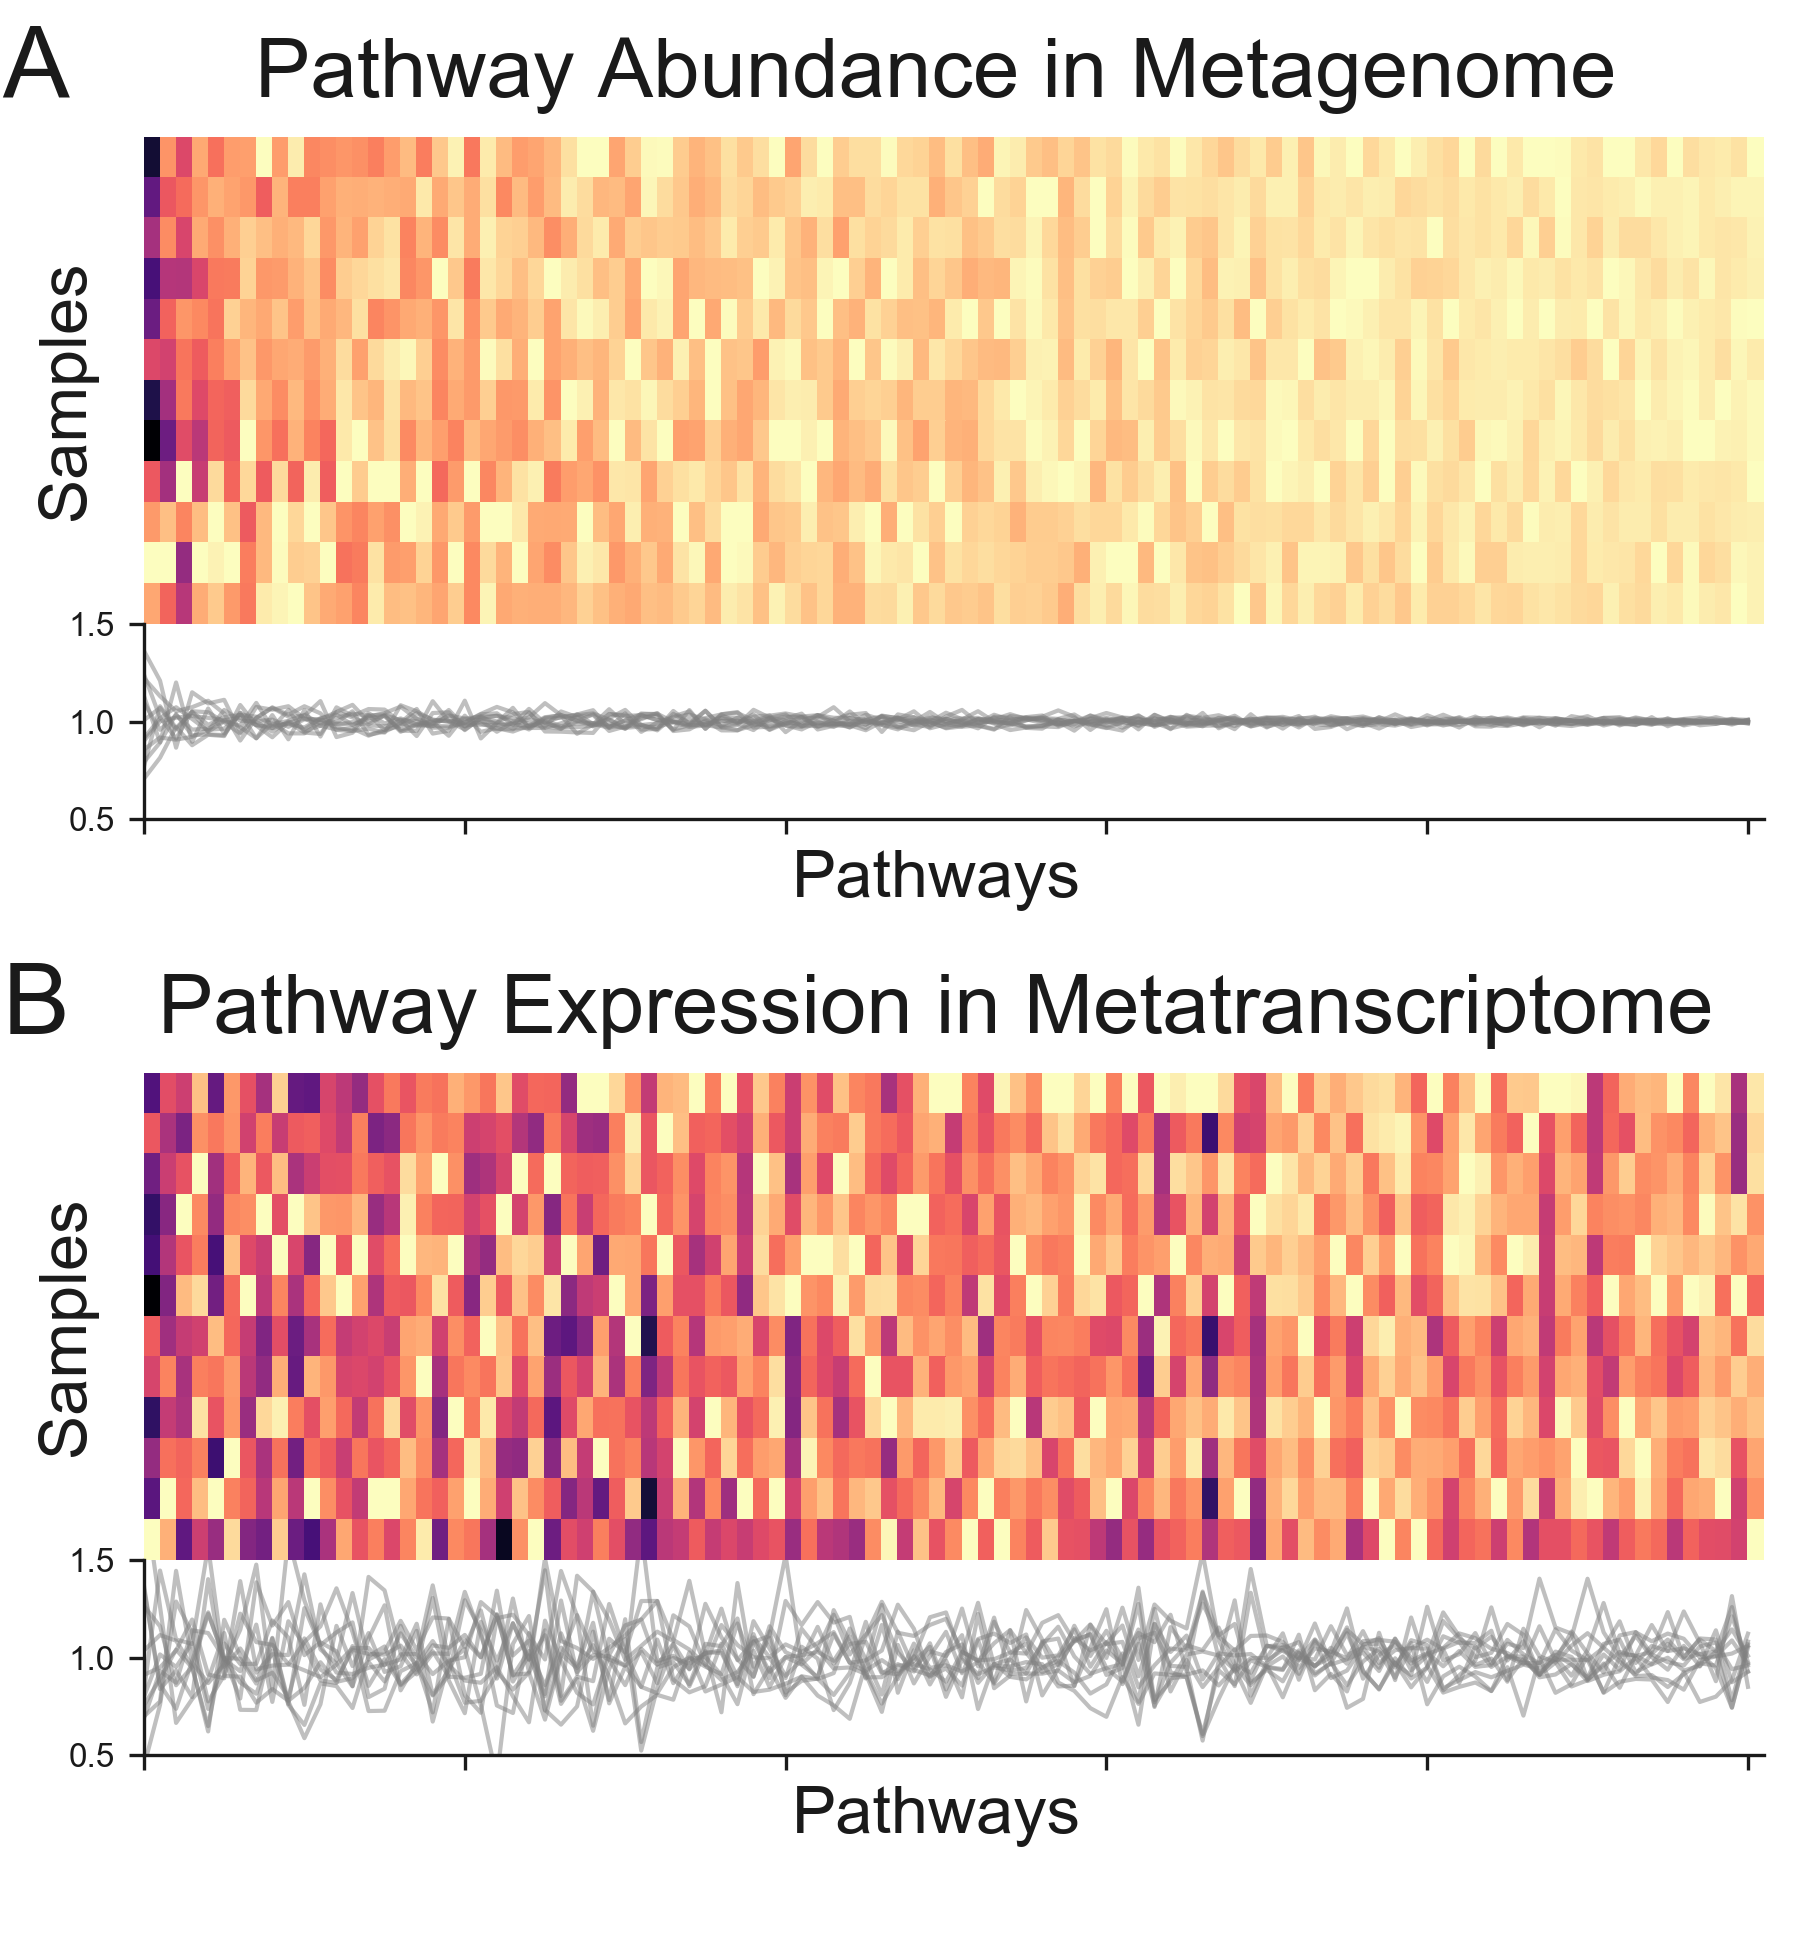 A
Pathway Abundance in Metagenome
Samples
1.5
1.0
0.5
Pathways
B
Pathway Expression in Metatranscriptome
Samples
1.5
1.0
0.5
Pathways